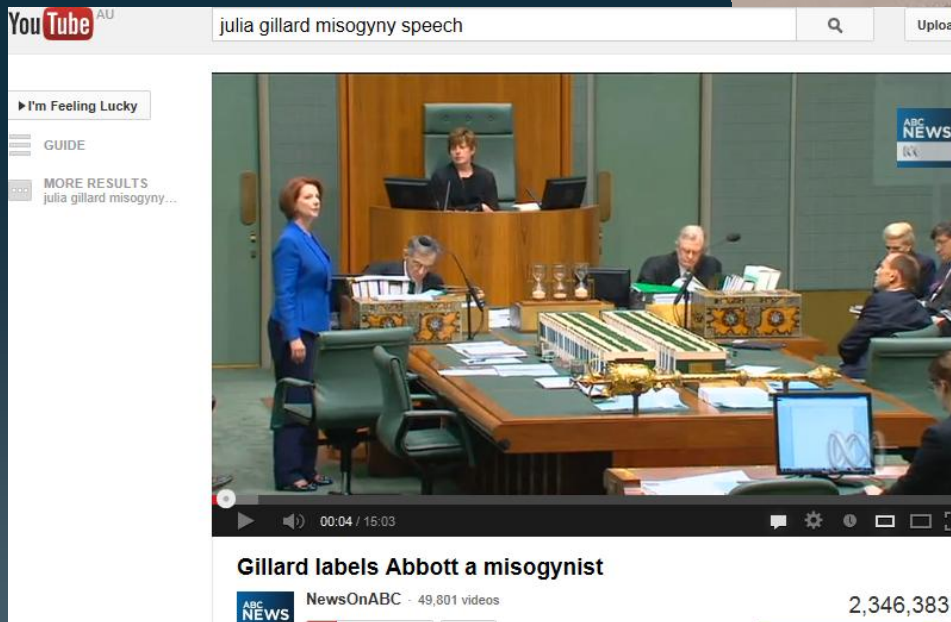 YouTube AU
julia gillard misogyny speech
I'm Feeling Lucky
GUIDE
MORE RESULTS
julia gillard misogyny...
ABC
NEWS
00:04 / 15:03
Gillard labels Abbott a misogynist
ABC
NEWS
NewsOnABC - 49,801 videos
2,346,383